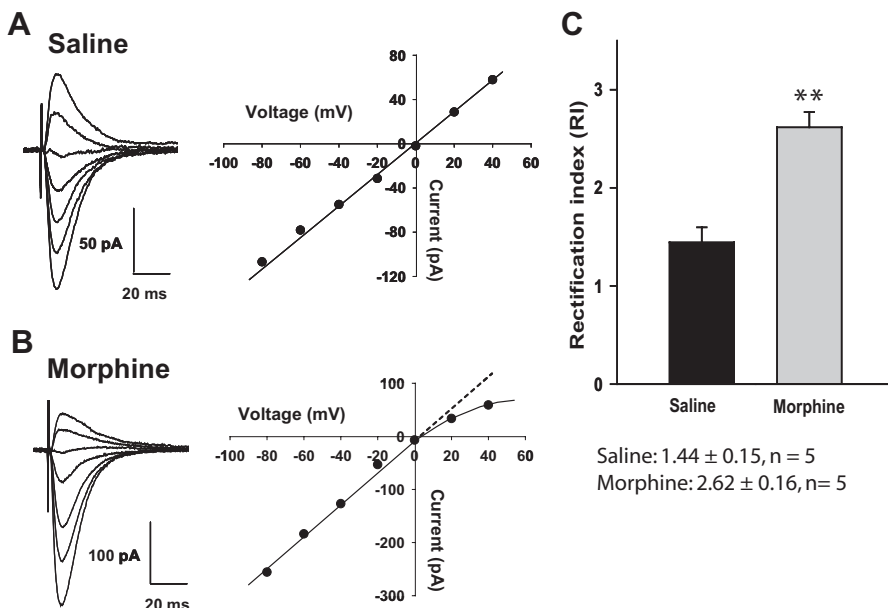 A
Saline
50 pA
20 ms
80
40
0
-40
-80
-120
Voltage (mV)
-100 -80 -60 -40 -20 0 20 40 60
Current (pA)
B
Morphine
100 pA
20 ms
100
0
-100
-200
-300
Voltage (mV)
-100 -80 -60 -40 -20 0 20 40 60
Current (pA)
C
Rectification index (RI)
3
2
1
0
**
Saline Morphine
Saline: 1.44 ± 0.15, n = 5
Morphine: 2.62 ± 0.16, n= 5